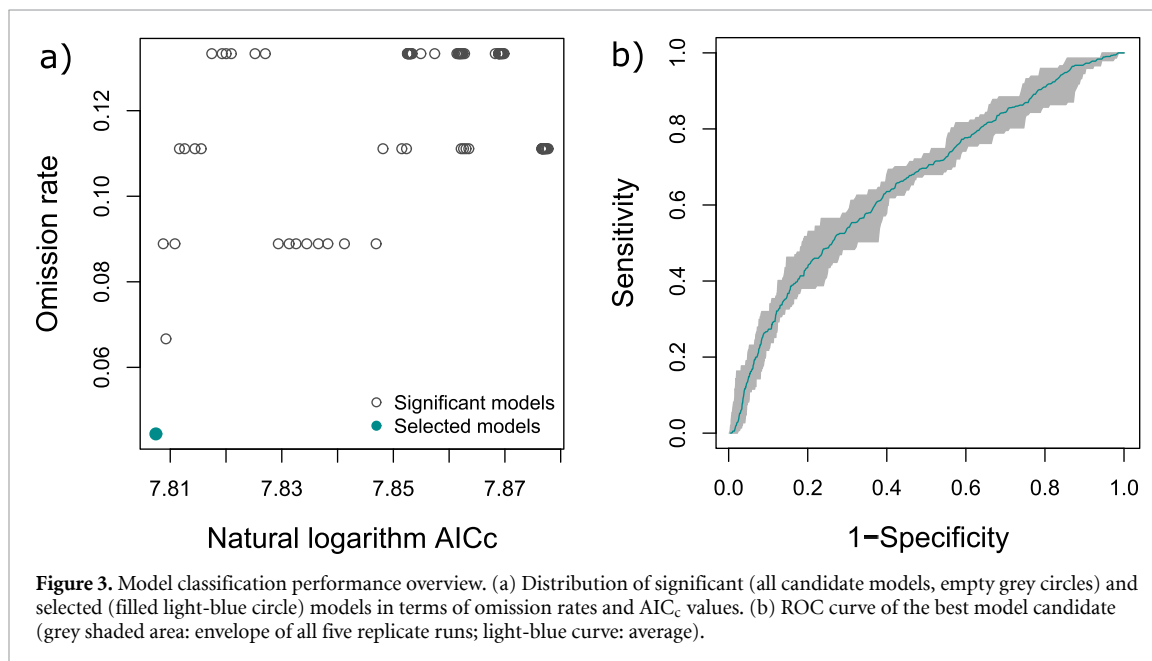 a)
Omission rate
0.12
0.10
0.08
0.06
Significant models
Selected models
7.81 7.83 7.85 7.87
Natural logarithm AICc
b)
Sensitivity
1.0
0.8
0.6
0.4
0.2
0.0
0.0 0.2 0.4 0.6 0.8 1.0
1−Specificity
Figure 3. Model classification performance overview. (a) Distribution of significant (all candidate models, empty grey circles) and
selected (filled light-blue circle) models in terms of omission rates and AICc values. (b) ROC curve of the best model candidate
(grey shaded area: envelope of all five replicate runs; light-blue curve: average).